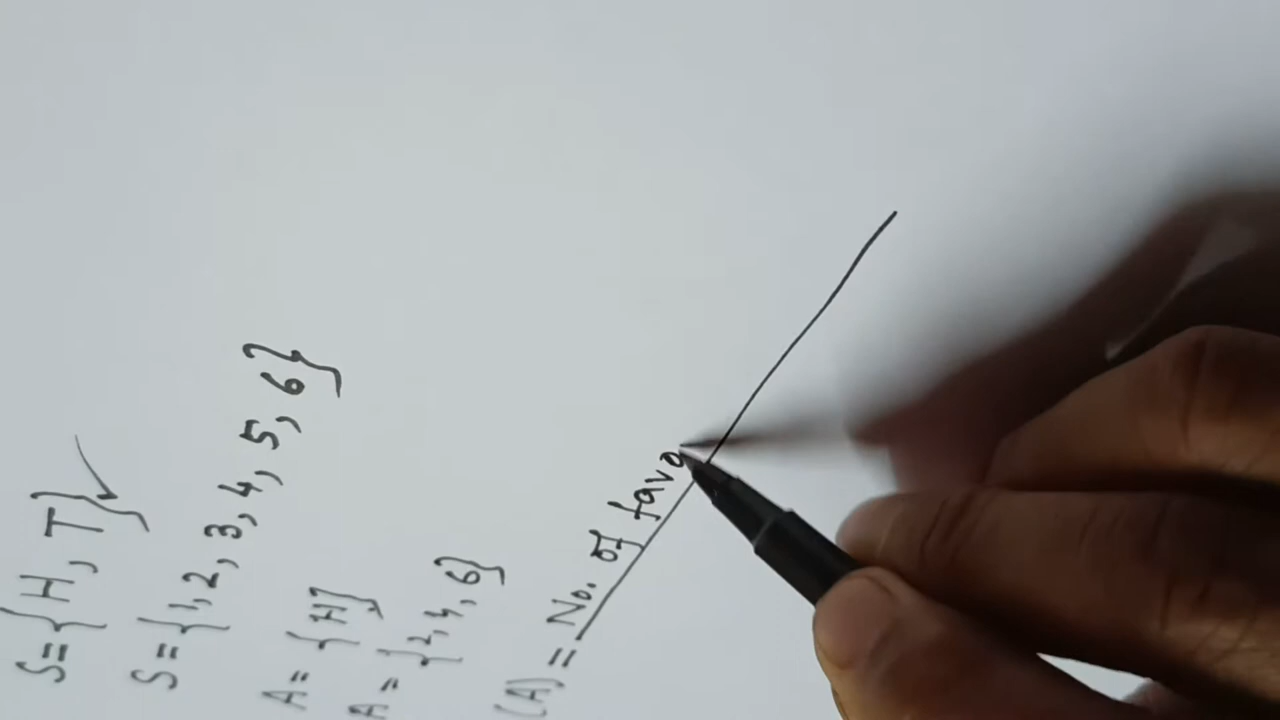 S={H, T}✓
S={1, 2, 3, 4, 5, 6}
A={H}
A={2, 4, 6}
(A)=No. of favo